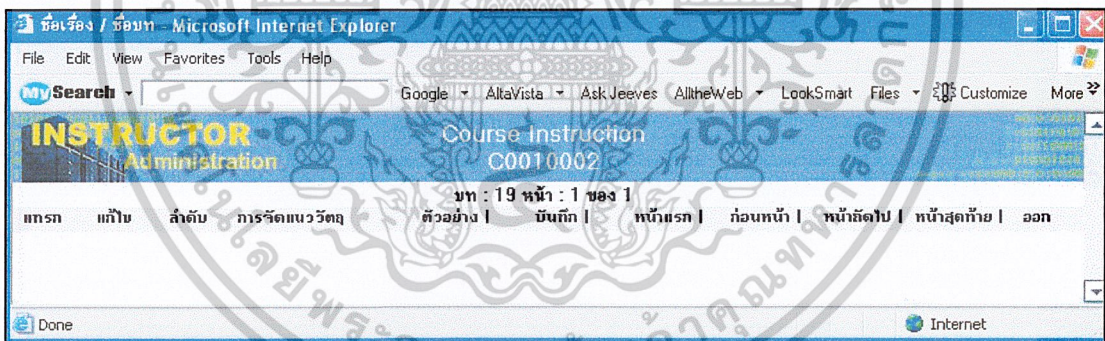 ชื่อเรื่อง / ชื่อบท - Microsoft Internet Explorer
File Edit View Favorites Tools Help
My Search Google AltaVista Ask Jeeves AlltheWeb LookSmart Files Customize More »
INSTRUCTOR
Administration
Course Instruction
C0010002
บท : 19 หน้า : 1 ของ 1
แทรก แก้ไข ลำดับ การจัดแนววัตถุ ตัวอย่าง | บันทึก | หน้าแรก | ก่อนหน้า | หน้าถัดไป | หน้าสุดท้าย | ออก
Done Internet